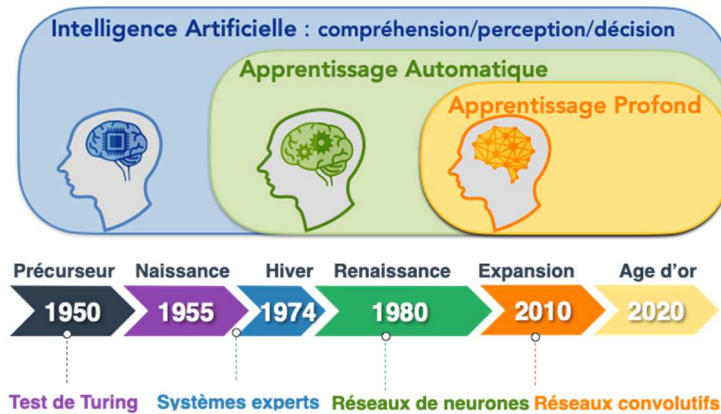 Intelligence Artificielle : compréhension/perception/décision
Apprentissage Automatique
Apprentissage Profond
Précurseur Naissance Hiver Renaissance Expansion Age d'or
1950 1955 1974 1980 2010 2020
Test de Turing Systèmes experts Réseaux de neurones Réseaux convolutifs